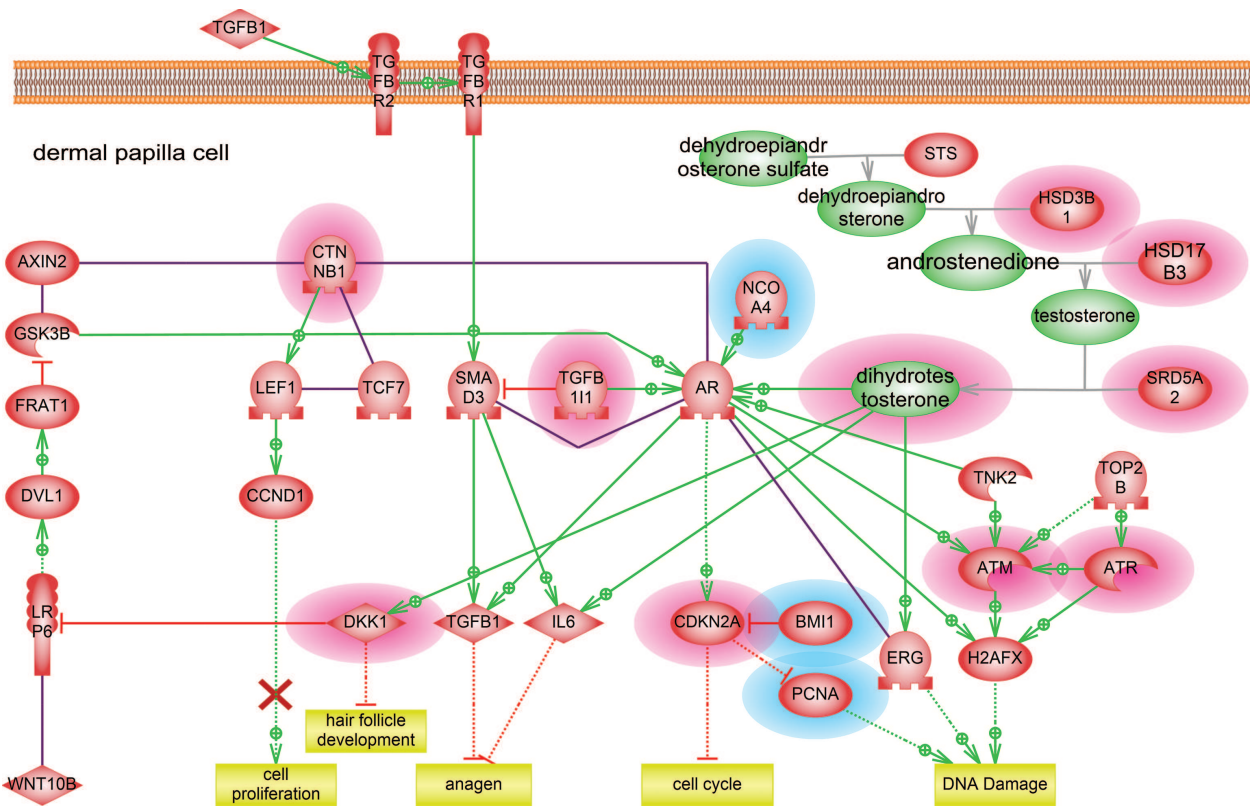 TGFB1
TG
FB
R2
TG
FB
R1
dermal papilla cell
dehydroepiandr
osterone sulfate
STS
dehydroepiandro
sterone
HSD3B
1
androstenedione
HSD17
B3
testosterone
SRD5A
2
dihydrotes
tosterone
AXIN2
CTN
NB1
NCO
A4
GSK3B
LEF1
TCF7
SMA
D3
TGFB
1I1
AR
FRAT1
DVL1
CCND1
TNK2
TOP2
B
ATM
ATR
LR
P6
DKK1
TGFB1
IL6
CDKN2A
BMI1
ERG
H2AFX
PCNA
hair follicle
development
WNT10B
cell
proliferation
anagen
cell cycle
DNA Damage